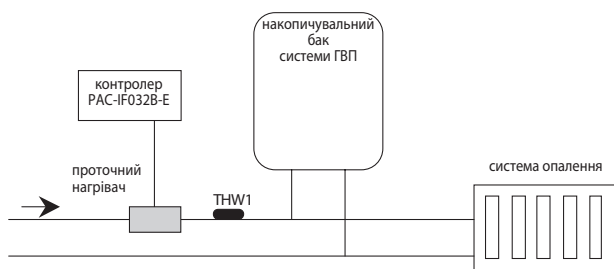 накопичувальний
бак
системи ГВП
контролер
PAC-IF032B-E
проточний
нагрівач
THW1
система опалення